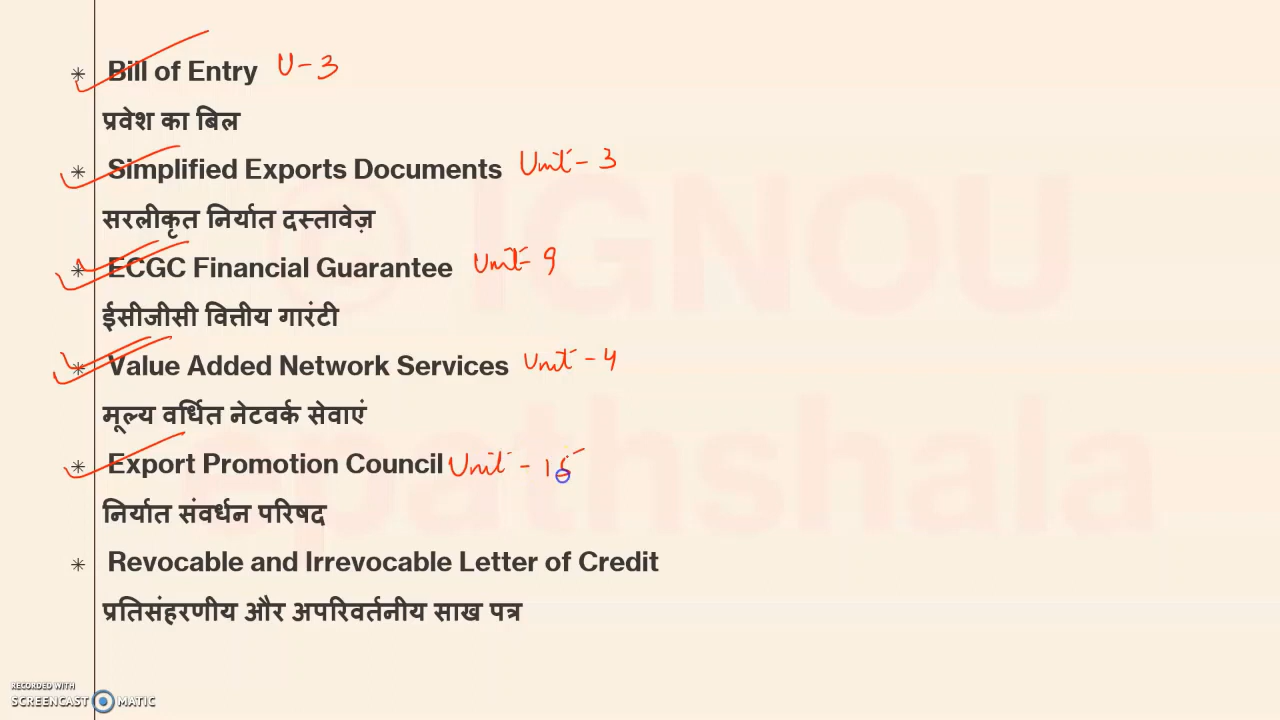 Bill of Entry U-3
प्रवेश का बिल
Simplified Exports Documents Unit-3
सरलीकृत निर्यात दस्तावेज़
ECGC Financial Guarantee Unit-9
ईसीजीसी वित्तीय गारंटी
Value Added Network Services Unit-4
मूल्य वर्धित नेटवर्क सेवाएं
Export Promotion Council Unit-15
निर्यात संवर्धन परिषद
Revocable and Irrevocable Letter of Credit
प्रतिसंहरणीय और अपरिवर्तनीय साख पत्र
© IGNOU
epathshala
RECORDED WITH
SCREENCAST MATIC